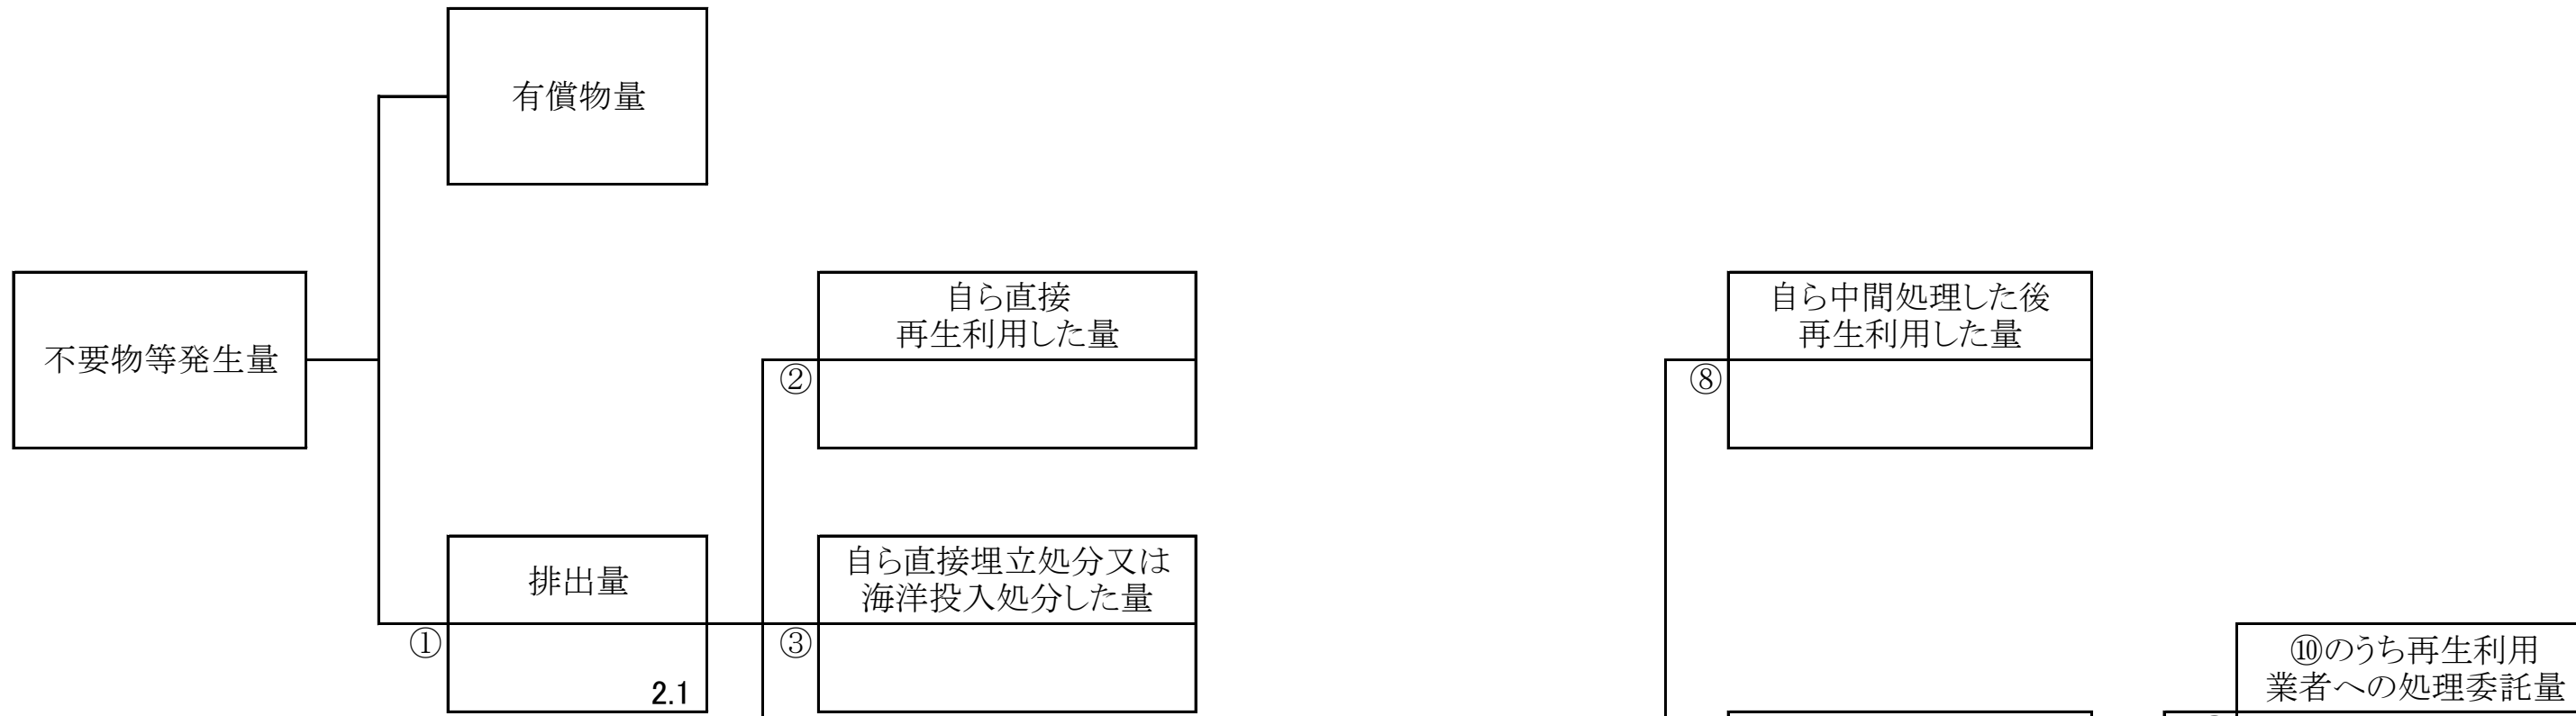 有償物量
不要物等発生量
自ら直接
再生利用した量
②
自ら中間処理した後
再生利用した量
⑧
排出量
①
2.1
自ら直接埋立処分又は
海洋投入処分した量
③
⑩のうち再生利用
業者への処理委託量